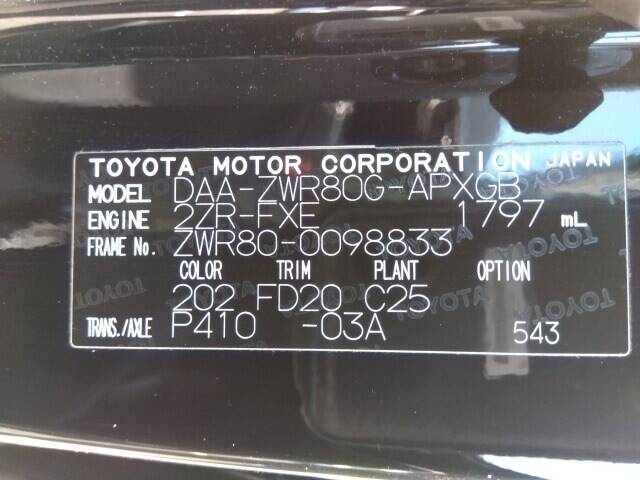 TOYOTA MOTOR CORPORATION JAPAN
MODEL DAA-ZWR80G-APXGB
ENGINE 2ZR-FXE 1797 mL
FRAME No. ZWR80-0098833
COLOR TRIM PLANT OPTION
202 FD20 C25
TRANS./AXLE P410 -03A 543